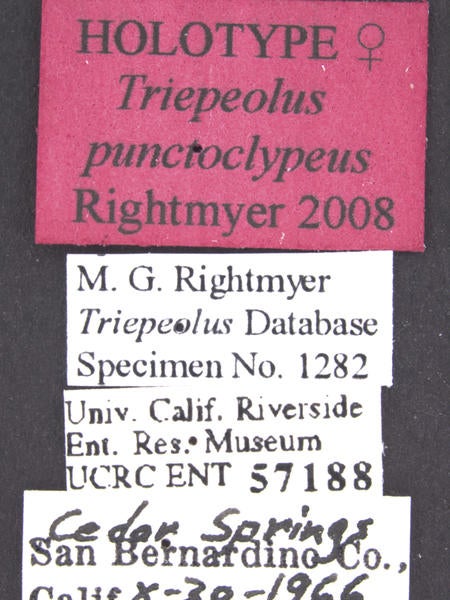 HOLOTYPE ♀
Triepeolus
punctoclypeus
Rightmyer 2008
M. G. Rightmyer
Triepeolus Database
Specimen No. 1282
Univ. Calif. Riverside
Ent. Res. Museum
UCRC ENT 57188
Cedar Springs
San Bernardino Co.,
Calif X-30-1966